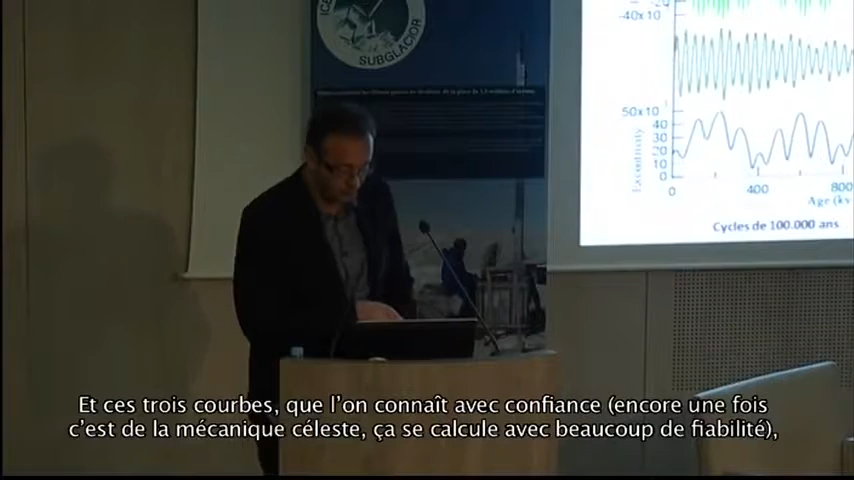 SUBGLACIOR
-40x10
50x10
40
30
20
10
0
0 400 800
Age (k
Cycles de 100.000 ans
Et ces trois courbes, que l'on connaît avec confiance (encore une fois
c'est de la mécanique céleste, ça se calcule avec beaucoup de fiabilité),